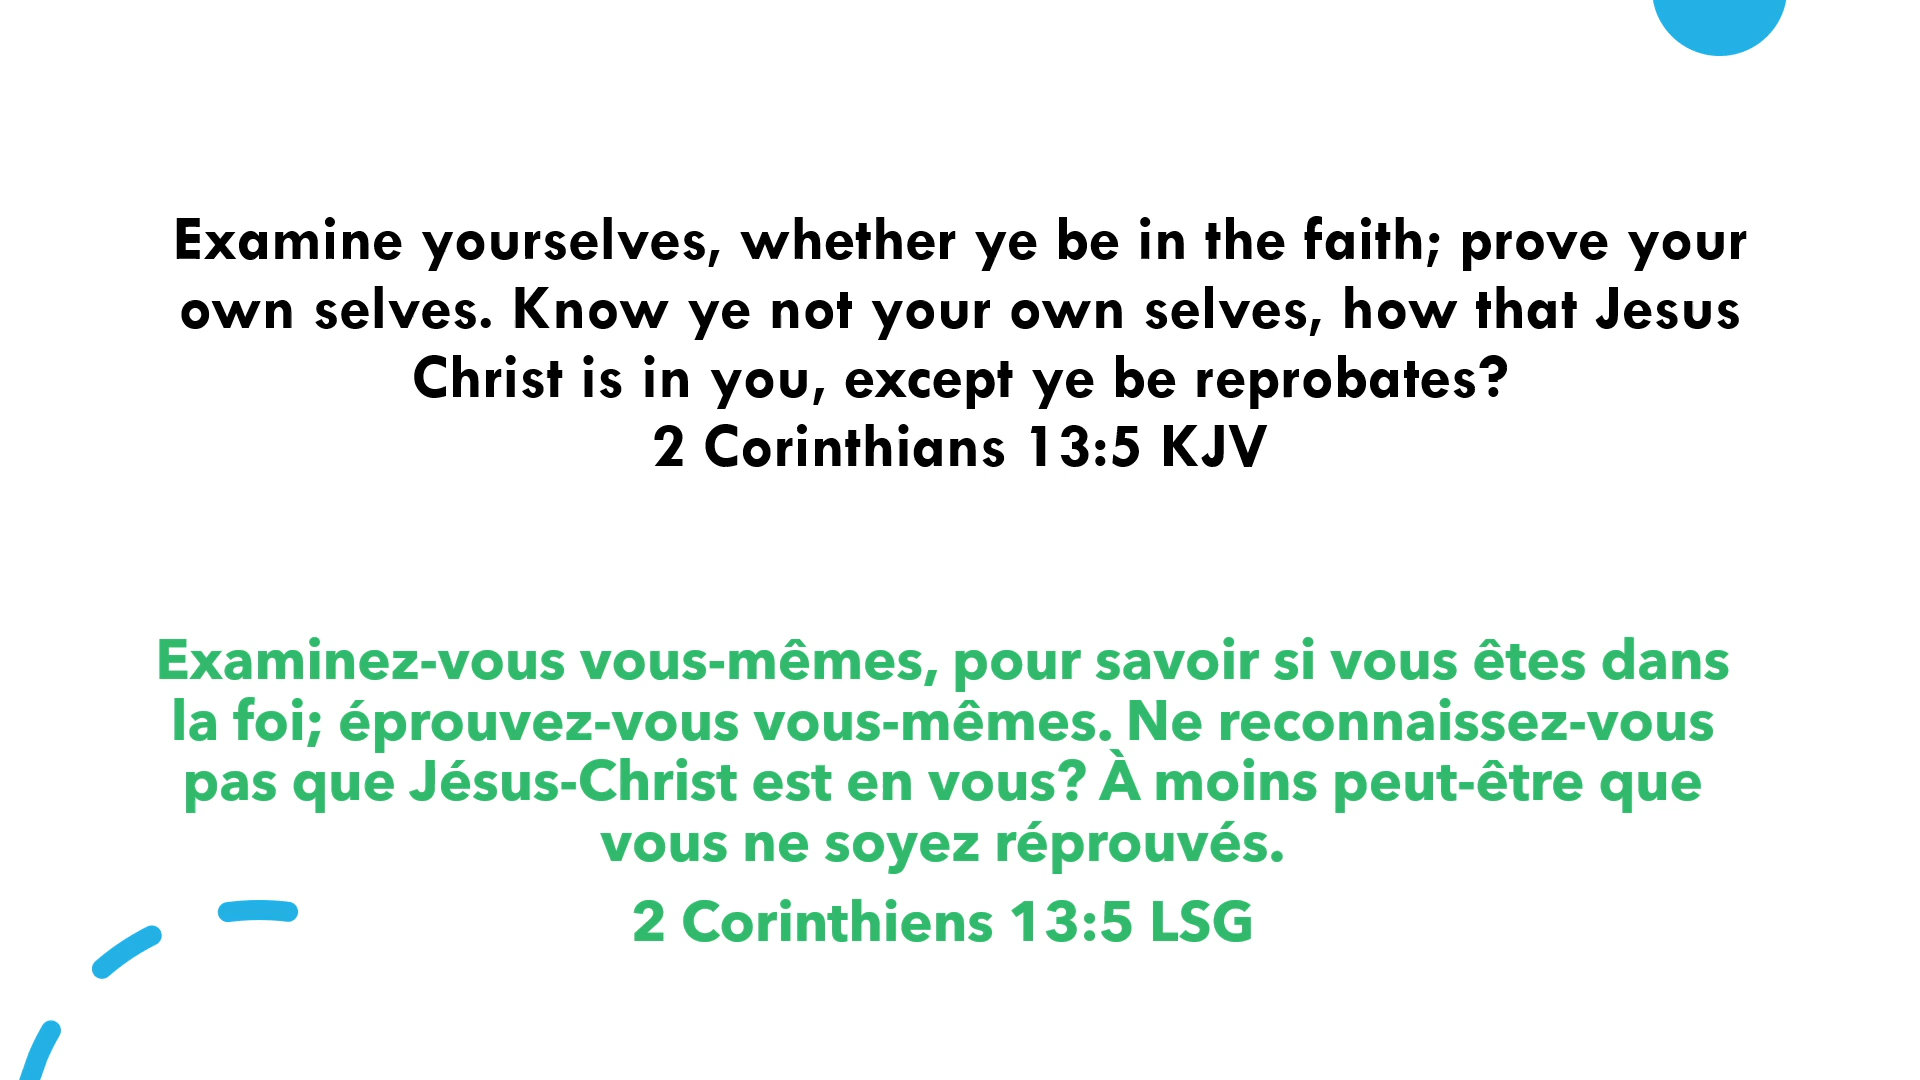 Examine yourselves, whether ye be in the faith; prove your
own selves. Know ye not your own selves, how that Jesus
Christ is in you, except ye be reprobates?
2 Corinthians 13:5 KJV
Examinez-vous vous-mêmes, pour savoir si vous êtes dans
la foi; éprouvez-vous vous-mêmes. Ne reconnaissez-vous
pas que Jésus-Christ est en vous? À moins peut-être que
vous ne soyez réprouvés.
2 Corinthiens 13:5 LSG